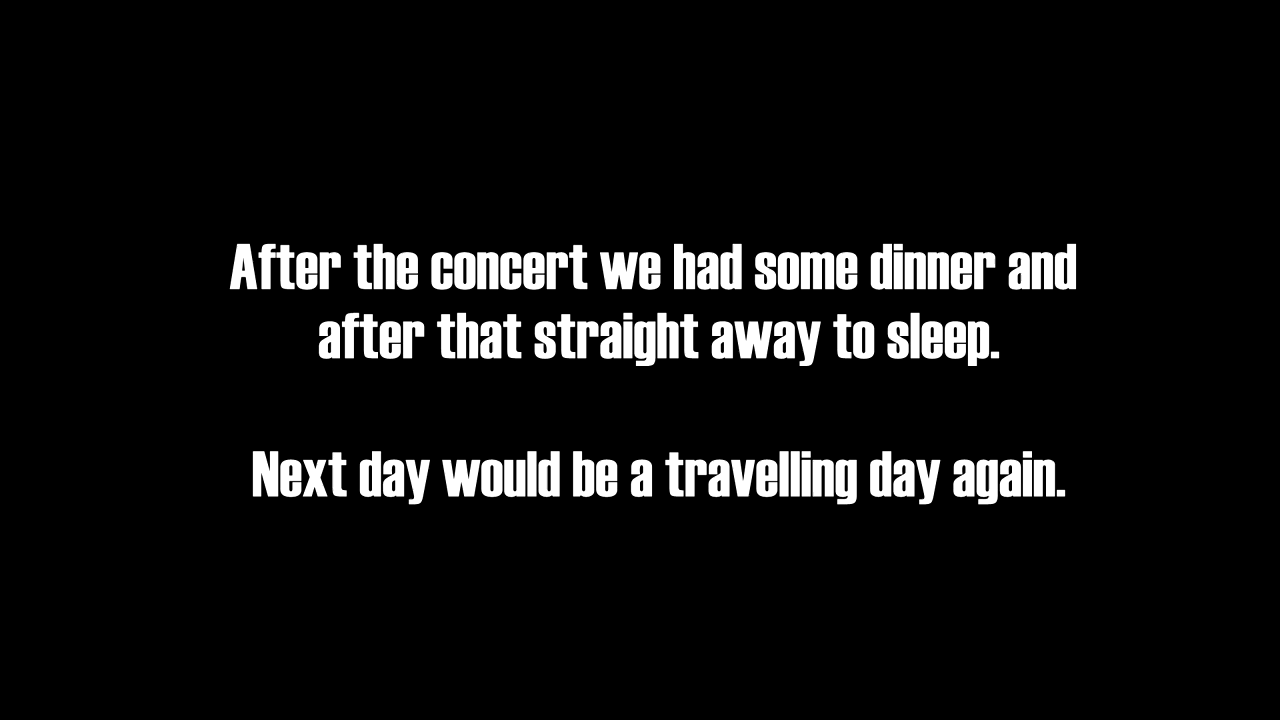 After the concert we had some dinner and
after that straight away to sleep.
Next day would be a travelling day again.